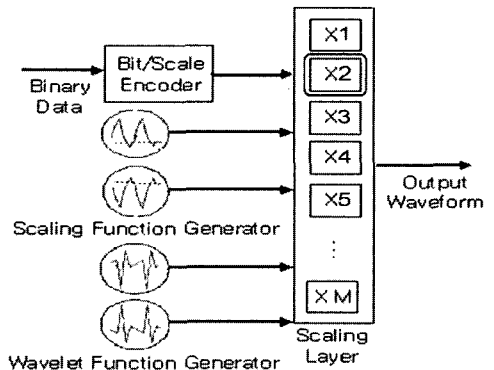 Binary
Data
Bit/Scale
Encoder
Scaling Function Generator
Wavelet Function Generator
X1
X2
X3
X4
X5
⋮
X M
Scaling
Layer
Output
Waveform